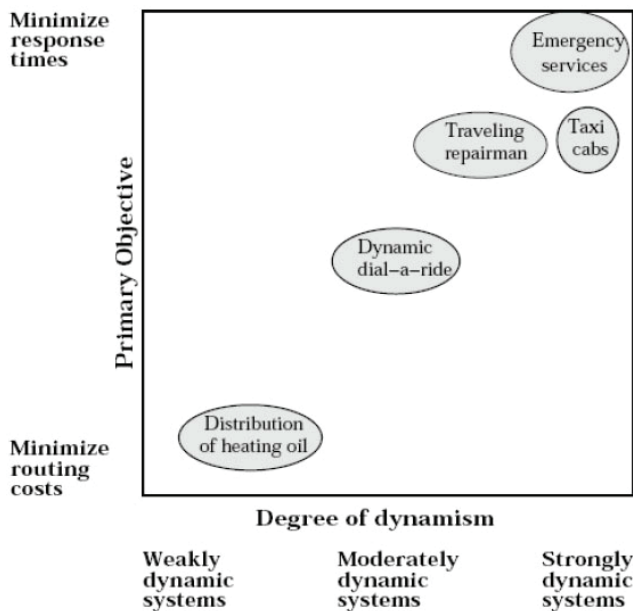 Minimize
response
times
Emergency
services
Traveling
repairman
Taxi
cabs
Primary Objective
Dynamic
dial-a-ride
Distribution
of heating oil
Minimize
routing
costs
Degree of dynamism
Weakly
dynamic
systems
Moderately
dynamic
systems
Strongly
dynamic
systems